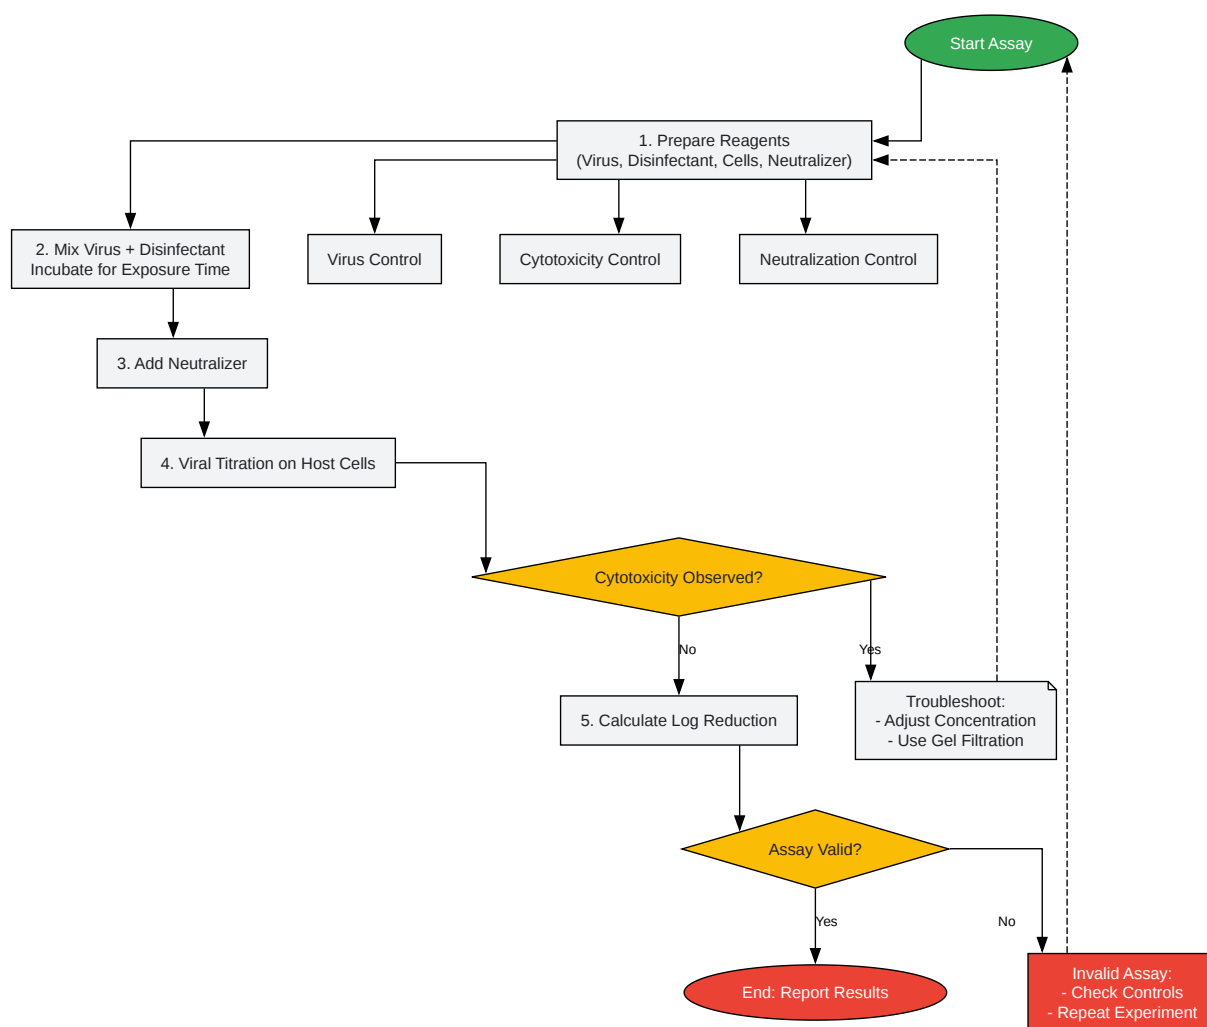 Start Assay
1. Prepare Reagents
(Virus, Disinfectant, Cells, Neutralizer)
2. Mix Virus + Disinfectant
Incubate for Exposure Time
Virus Control
Cytotoxicity Control
Neutralization Control
3. Add Neutralizer
4. Viral Titration on Host Cells
Cytotoxicity Observed?
No
Yes
5. Calculate Log Reduction
Troubleshoot:
- Adjust Concentration
- Use Gel Filtration
Assay Valid?
Yes
No
End: Report Results
Invalid Assay:
- Check Controls
- Repeat Experiment